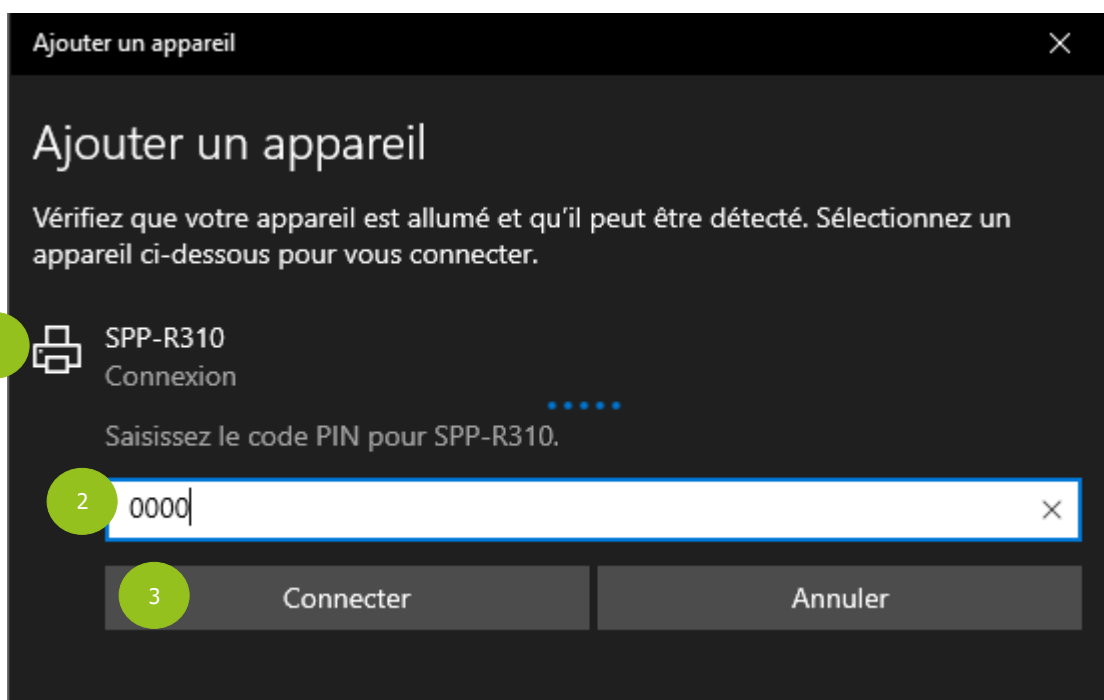 Ajouter un appareil
Ajouter un appareil
Vérifiez que votre appareil est allumé et qu'il peut être détecté. Sélectionnez un
appareil ci-dessous pour vous connecter.
SPP-R310
Connexion
Saisissez le code PIN pour SPP-R310.
2 0000
3 Connecter Annuler